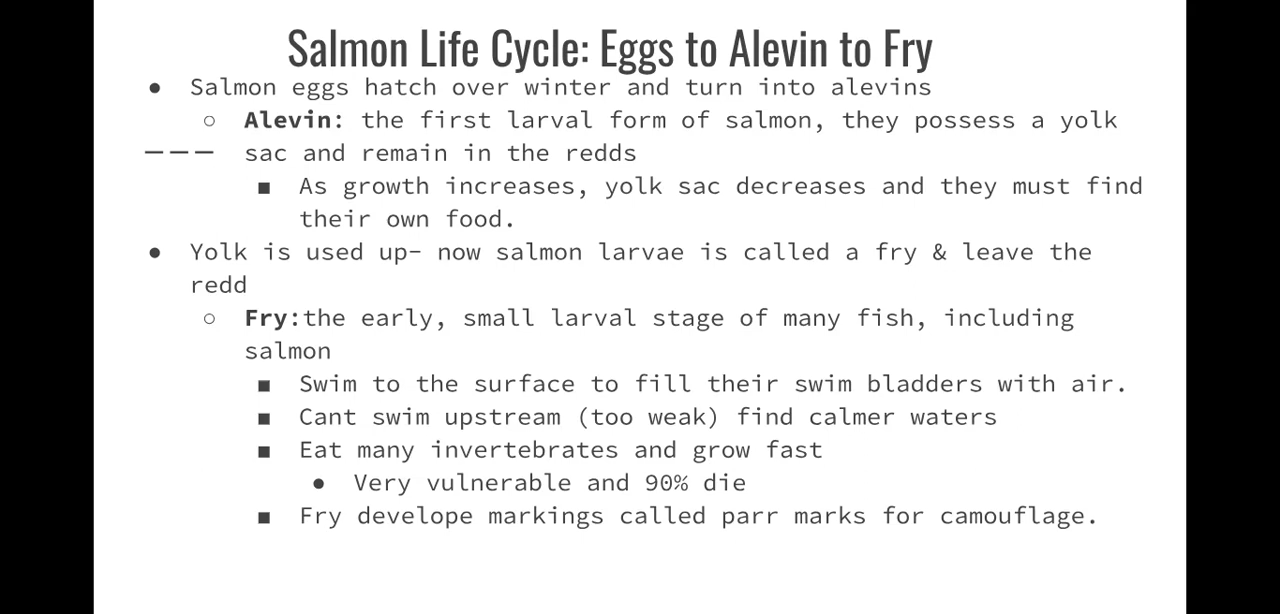 Salmon Life Cycle: Eggs to Alevin to Fry
● Salmon eggs hatch over winter and turn into alevins
○ Alevin: the first larval form of salmon, they possess a yolk
sac and remain in the redds
■ As growth increases, yolk sac decreases and they must find
their own food.
● Yolk is used up- now salmon larvae is called a fry & leave the
redd
○ Fry:the early, small larval stage of many fish, including
salmon
■ Swim to the surface to fill their swim bladders with air.
■ Cant swim upstream (too weak) find calmer waters
■ Eat many invertebrates and grow fast
● Very vulnerable and 90% die
■ Fry develope markings called parr marks for camouflage.